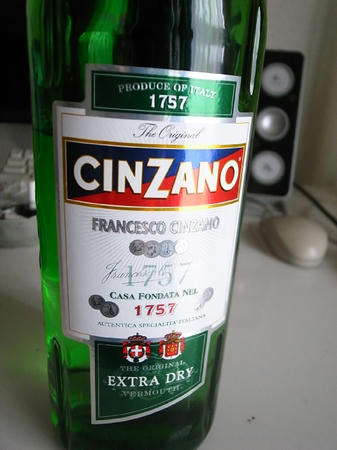 PRODUCE OF ITALY
1757
The Original
CINZANO
FRANCESCO CINZANO
1757
CASA FONDATA NEL
1757
AUTENTICA SPECIALITA' ITALIANA
THE ORIGINAL
EXTRA DRY
VERMOUTH